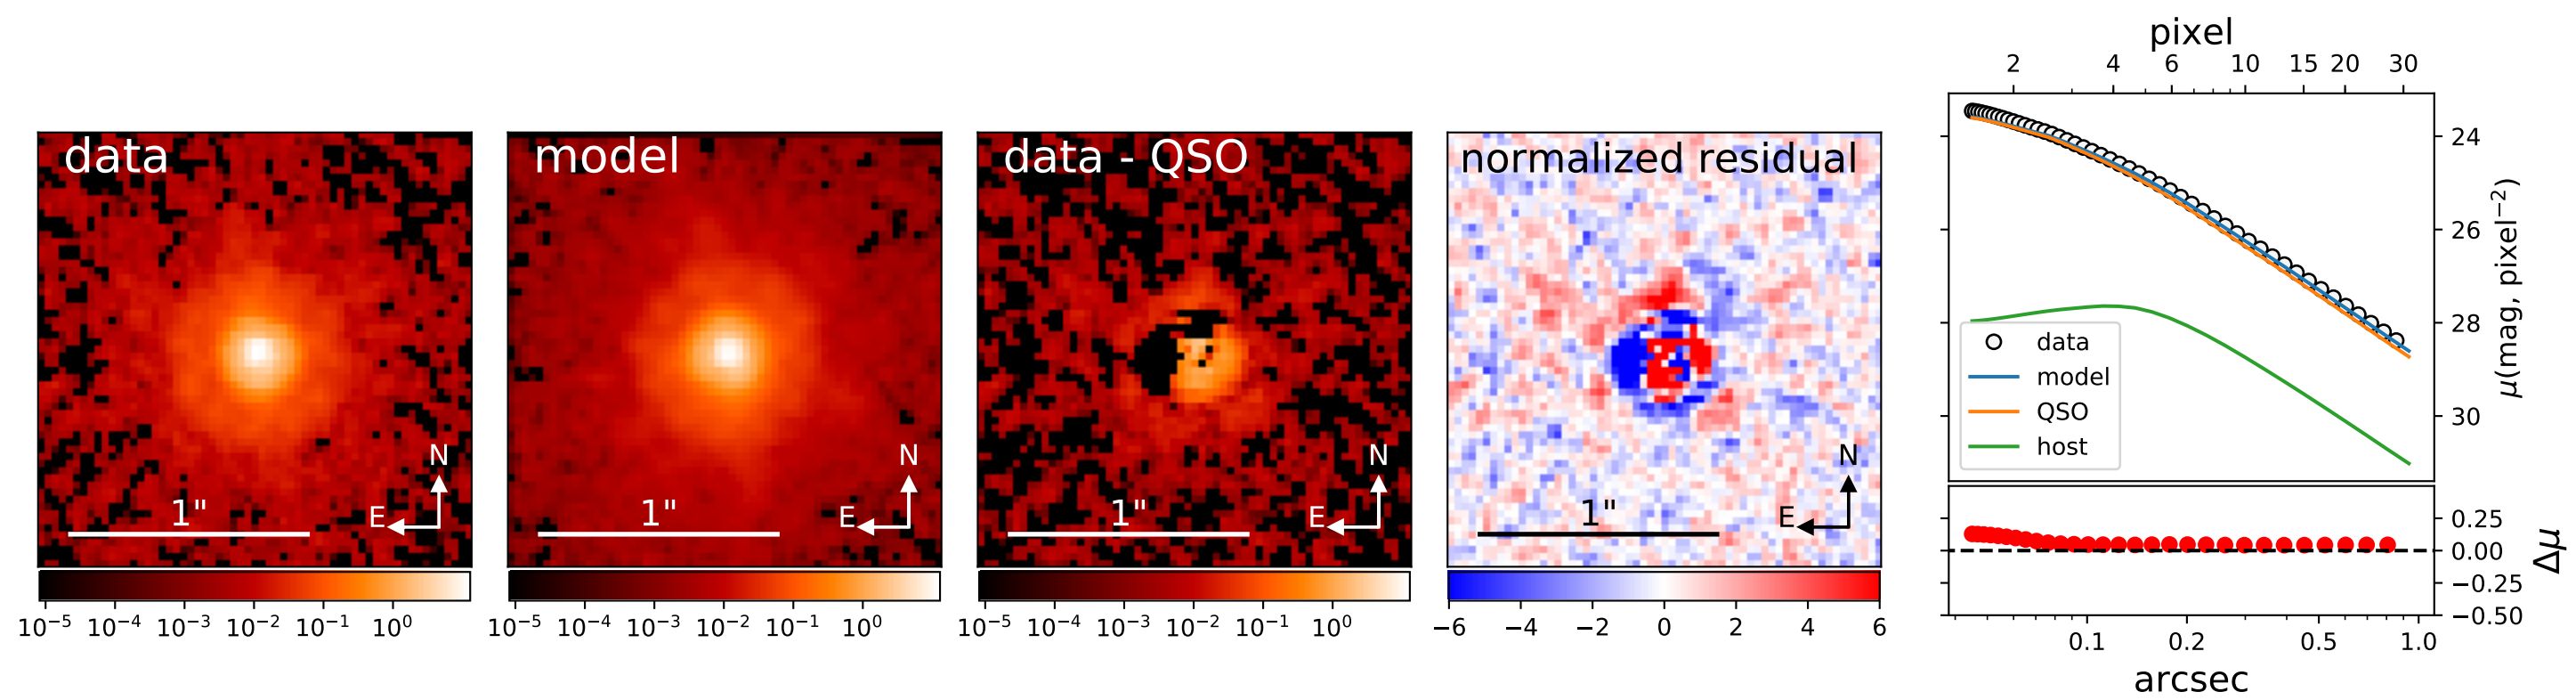 data
N
E
1"
10⁻⁵ 10⁻⁴ 10⁻³ 10⁻² 10⁻¹ 10⁰
model
N
E
1"
10⁻⁵ 10⁻⁴ 10⁻³ 10⁻² 10⁻¹ 10⁰
data - QSO
N
E
1"
10⁻⁵ 10⁻⁴ 10⁻³ 10⁻² 10⁻¹ 10⁰
normalized residual
N
E
1"
−6 −4 −2 0 2 4 6
pixel
2 4 6 10 15 20 30
24
26
28
30
μ(mag, pixel⁻²)
data
model
QSO
host
0.25
0.00
−0.25
−0.50
Δμ
0.1 0.2 0.5 1.0
arcsec